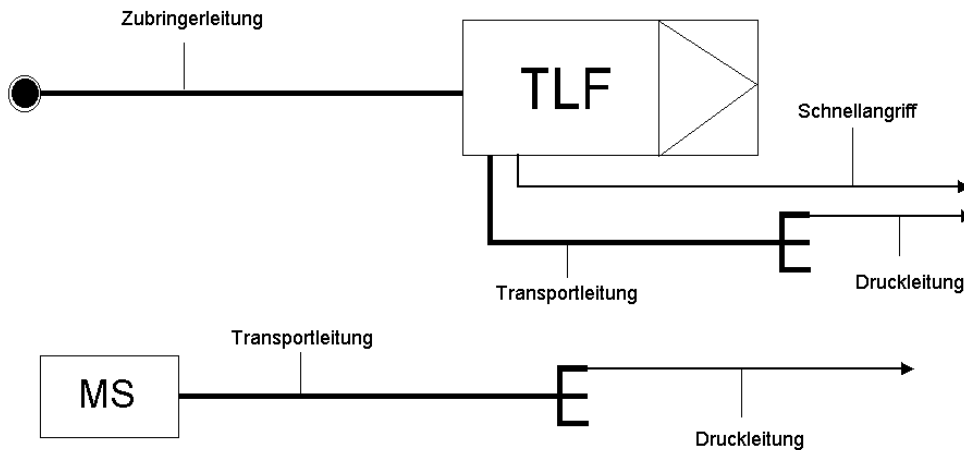 Zubringerleitung
TLF
Schnellangriff
Druckleitung
Transportleitung
Transportleitung
MS
Druckleitung